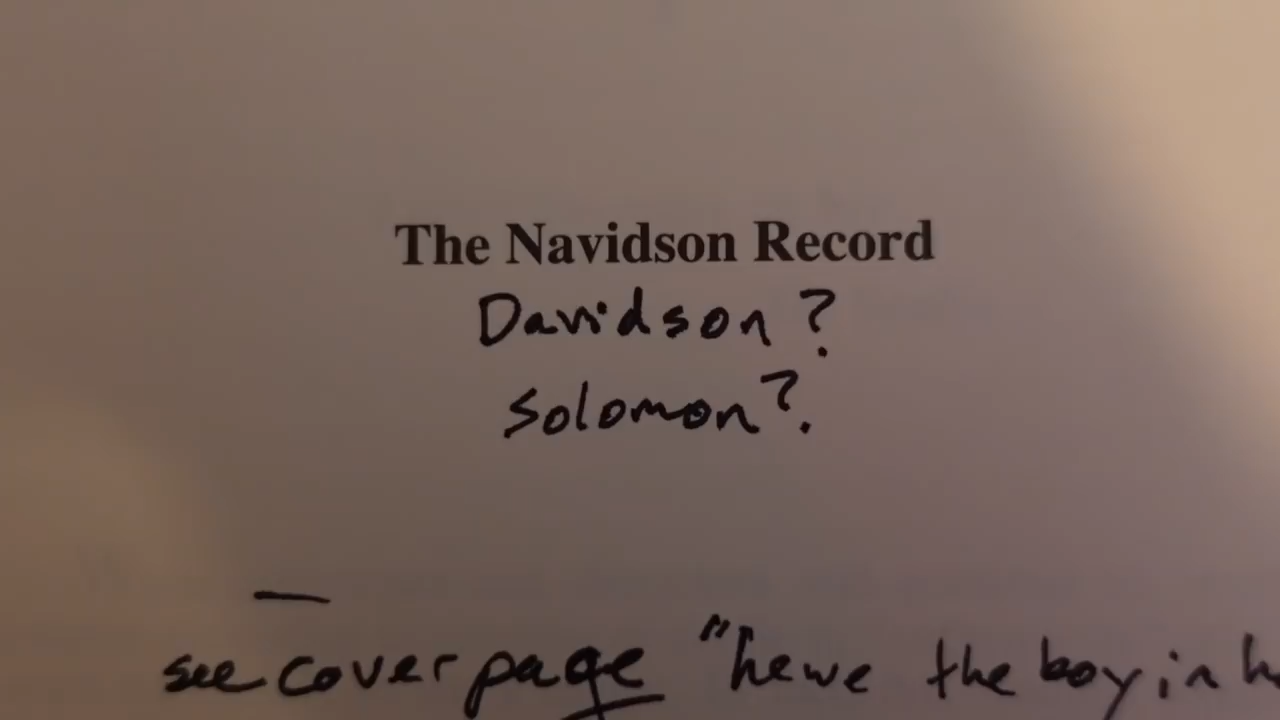 The Navidson Record
Davidson?
Solomon?
see cover page "hewe the boy in